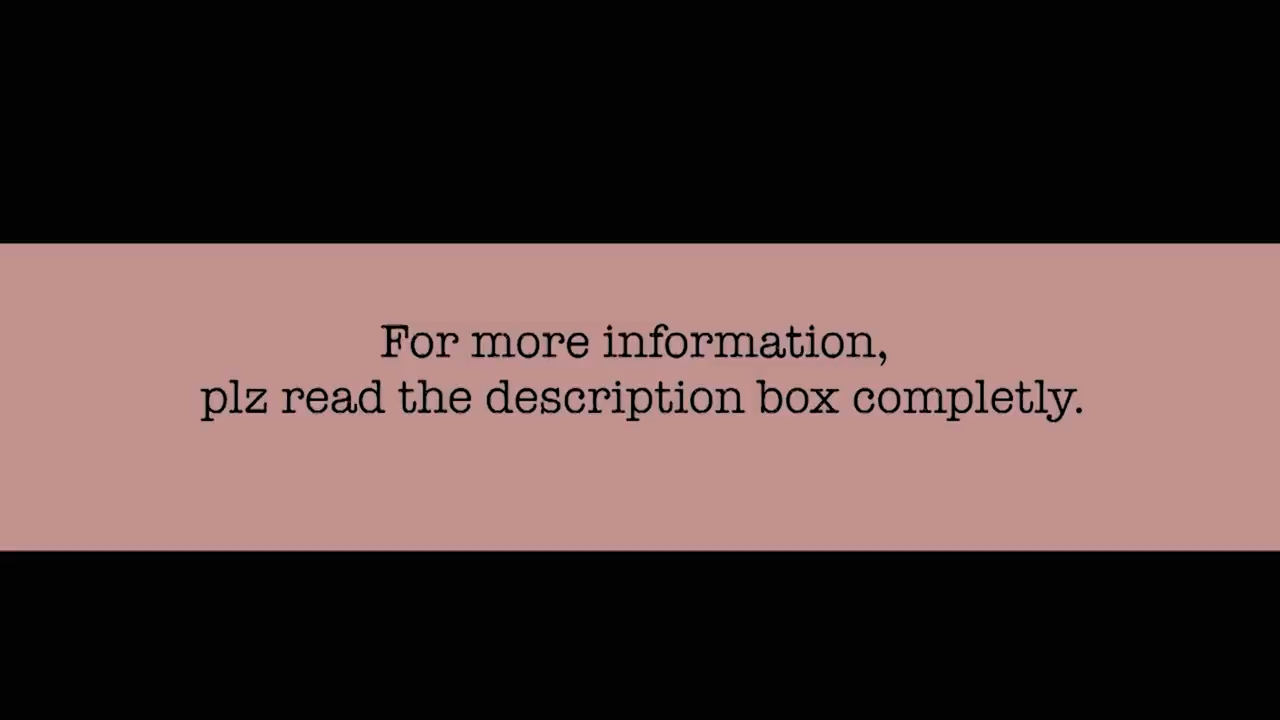 For more information,
plz read the description box completly.